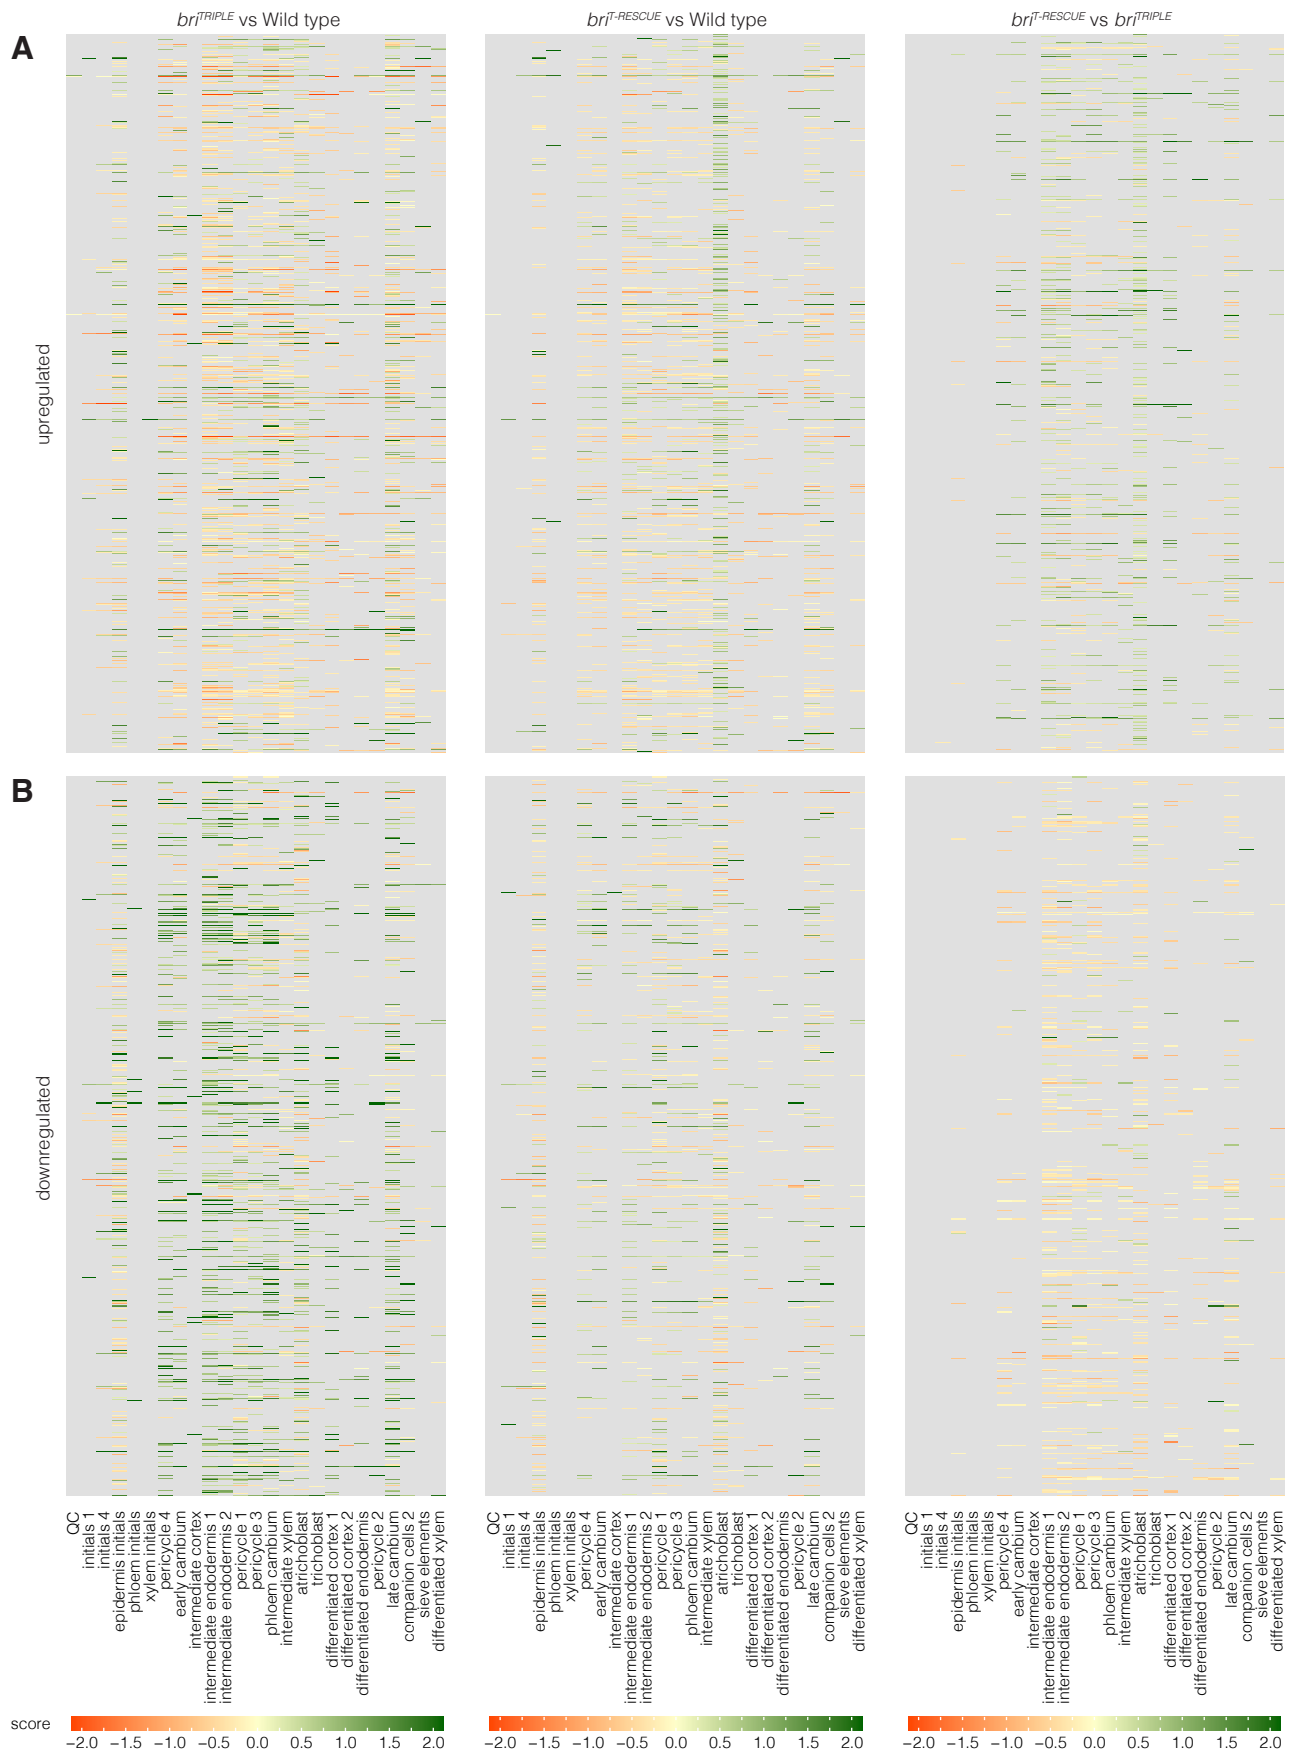 bri^TRIPLE vs Wild type
bri^T-RESCUE vs Wild type
bri^T-RESCUE vs bri^TRIPLE
A
upregulated
B
downregulated
QC
initials 1
initials 4
epidermis initials
phloem initials
xylem initials
pericycle 4
early cambium
intermediate cortex
intermediate endodermis 1
intermediate endodermis 2
pericycle 1
pericycle 3
phloem cambium
intermediate xylem
atrichoblast
trichoblast
differentiated cortex 1
differentiated cortex 2
differentiated endodermis
pericycle 2
late cambium
companion cells 2
sieve elements
differentiated xylem
QC
initials 1
initials 4
epidermis initials
phloem initials
xylem initials
pericycle 4
early cambium
intermediate cortex
intermediate endodermis 1
intermediate endodermis 2
pericycle 1
pericycle 3
phloem cambium
intermediate xylem
atrichoblast
trichoblast
differentiated cortex 1
differentiated cortex 2
differentiated endodermis
pericycle 2
late cambium
companion cells 2
sieve elements
differentiated xylem
QC
initials 1
initials 4
epidermis initials
phloem initials
xylem initials
pericycle 4
early cambium
intermediate cortex
intermediate endodermis 1
intermediate endodermis 2
pericycle 1
pericycle 3
phloem cambium
intermediate xylem
atrichoblast
trichoblast
differentiated cortex 1
differentiated cortex 2
differentiated endodermis
pericycle 2
late cambium
companion cells 2
sieve elements
differentiated xylem
score
−2.0 −1.5 −1.0 −0.5 0.0 0.5 1.0 1.5 2.0
−2.0 −1.5 −1.0 −0.5 0.0 0.5 1.0 1.5 2.0
−2.0 −1.5 −1.0 −0.5 0.0 0.5 1.0 1.5 2.0